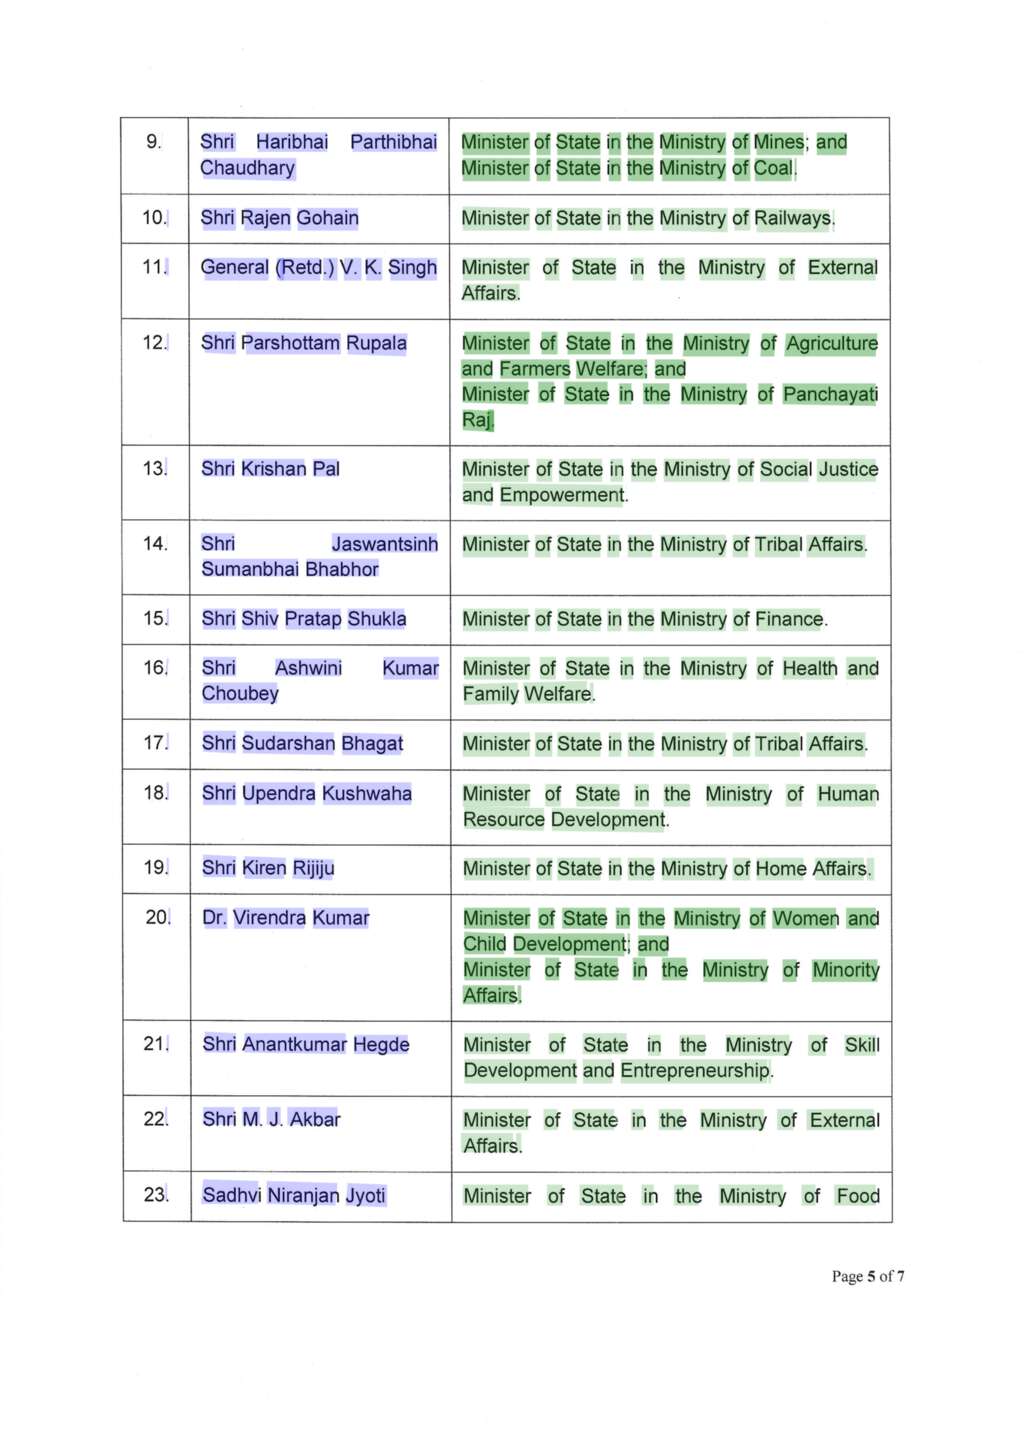 9. Shri Haribhai Parthibhai Minister of State in the Ministry of Mines; and
Chaudhary Minister of State in the Ministry of Coal.
10. Shri Rajen Gohain Minister of State in the Ministry of Railways.
11. General (Retd.) V. K. Singh Minister of State in the Ministry of External
Affairs.
12. Shri Parshottam Rupala Minister of State in the Ministry of Agriculture
and Farmers Welfare; and
Minister of State in the Ministry of Panchayati
Raj.
13. Shri Krishan Pal Minister of State in the Ministry of Social Justice
and Empowerment.
14. Shri Jaswantsinh Minister of State in the Ministry of Tribal Affairs.
Sumanbhai Bhabhor
15. Shri Shiv Pratap Shukla Minister of State in the Ministry of Finance.
16. Shri Ashwini Kumar Minister of State in the Ministry of Health and
Choubey Family Welfare.
17. Shri Sudarshan Bhagat Minister of State in the Ministry of Tribal Affairs.
18. Shri Upendra Kushwaha Minister of State in the Ministry of Human
Resource Development.
19. Shri Kiren Rijiju Minister of State in the Ministry of Home Affairs.
20. Dr. Virendra Kumar Minister of State in the Ministry of Women and
Child Development; and
Minister of State in the Ministry of Minority
Affairs.
21. Shri Anantkumar Hegde Minister of State in the Ministry of Skill
Development and Entrepreneurship.
22. Shri M. J. Akbar Minister of State in the Ministry of External
Affairs.
23. Sadhvi Niranjan Jyoti Minister of State in the Ministry of Food
Page 5 of 7